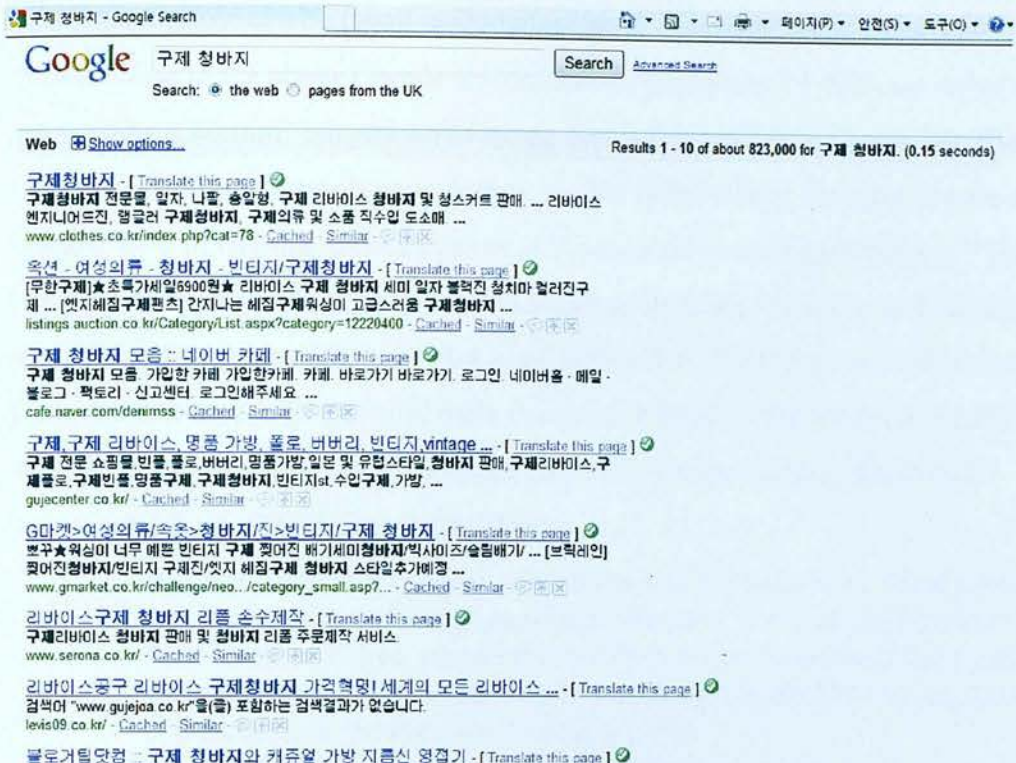 구제 청바지 - Google Search
페이지(P) 안전(S) 도구(O)
Google 구제 청바지 Search Advanced Search
Search: the web pages from the UK
Web Show options... Results 1 - 10 of about 823,000 for 구제 청바지. (0.15 seconds)
구제청바지 - [ Translate this page ]
구제청바지 전문몰, 일자, 나팔, 총알형, 구제 리바이스 청바지 및 청스커트 판매. ... 리바이스
엔지니어드진, 랭글러 구제청바지, 구제의류 및 소품 직수입 도소매. ...
www.clothes.co.kr/index.php?cat=78 - Cached - Similar -
옥션 - 여성의류 - 청바지 - 빈티지/구제청바지 - [ Translate this page ]
[무한구제]★초특가세일6900원★ 리바이스 구제 청바지 세미 일자 블랙진 청치마 컬러진구
제 ... [엣지헤짐구제팬츠] 간지나는 헤짐구제워싱이 고급스러움 구제청바지 ...
listings.auction.co.kr/Category/List.aspx?category=12220400 - Cached - Similar -
구제 청바지 모음 :: 네이버 카페 - [ Translate this page ]
구제 청바지 모음. 가입한 카페 가입한카페. 카페. 바로가기 바로가기. 로그인. 네이버홈 · 메일 ·
블로그 · 팩토리 · 신고센터. 로그인해주세요. ...
cafe.naver.com/denimss - Cached - Similar -
구제,구제 리바이스, 명품 가방, 폴로, 버버리, 빈티지,vintage ... - [ Translate this page ]
구제 전문 쇼핑몰,빈폴,폴로,버버리,명품가방,일본 및 유럽스타일,청바지 판매,구제리바이스,구
제폴로,구제빈폴,명품구제,구제청바지,빈티지st,수입구제,가방, ...
gujecenter.co.kr/ - Cached - Similar -
G마켓>여성의류/속옷>청바지/진>빈티지/구제 청바지 - [ Translate this page ]
뽀꾸★워싱이 너무 예쁜 빈티지 구제 찢어진 배기세미청바지/빅사이즈/슬림배기/ ... [브릭레인]
찢어진청바지/빈티지 구제진/엣지 헤짐구제 청바지 스타일추가예정 ...
www.gmarket.co.kr/challenge/neo.../category_small.asp?... - Cached - Similar -
리바이스구제 청바지 리폼 손수제작 - [ Translate this page ]
구제리바이스 청바지 판매 및 청바지 리폼 주문제작 서비스.
www.serona.co.kr/ - Cached - Similar -
리바이스공구 리바이스 구제청바지 가격혁명! 세계의 모든 리바이스 ... - [ Translate this page ]
검색어 "www.gujejoa.co.kr"을(를) 포함하는 검색결과가 없습니다.
levis09.co.kr/ - Cached - Similar -
블로거팁닷컴 :: 구제 청바지와 캐쥬얼 가방 지름신 영접기 - [ Translate this page ]